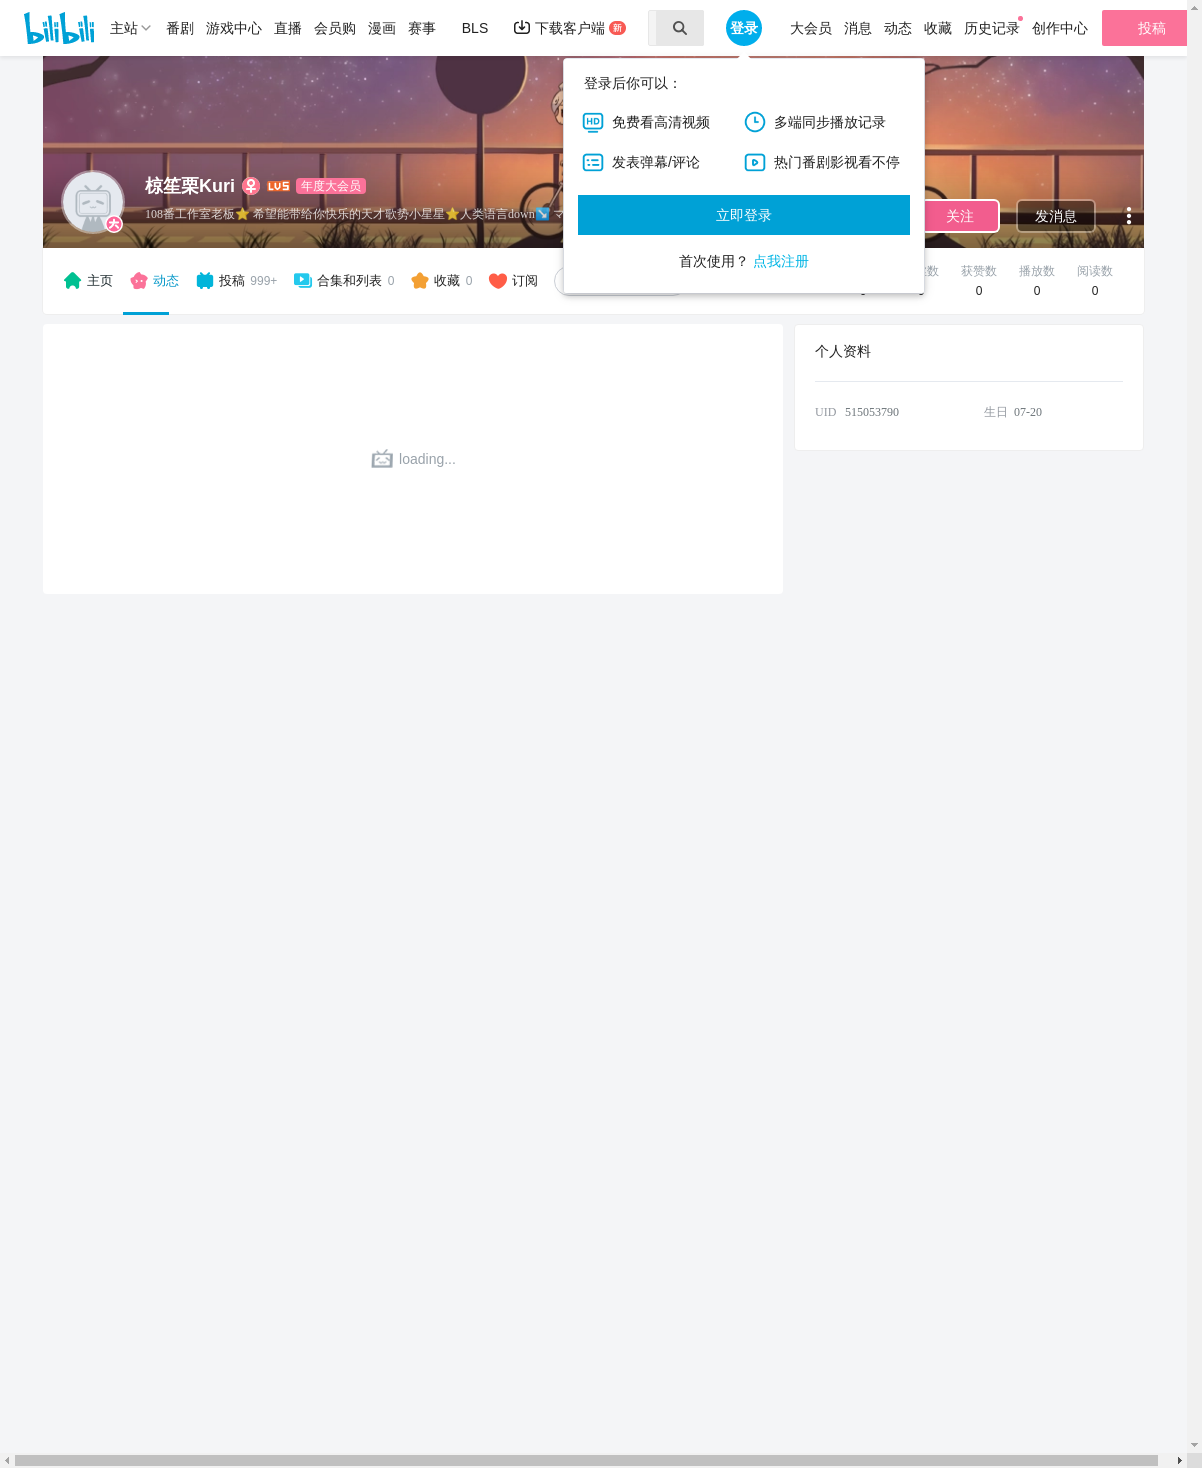 bilibili 主站 番剧 游戏中心 直播 会员购 漫画 赛事 BLS 下载客户端 新 登录 大会员 消息 动态 收藏 历史记录 创作中心 投稿
登录后你可以：
免费看高清视频 多端同步播放记录
发表弹幕/评论 热门番剧影视看不停
立即登录
首次使用？ 点我注册
椋笙栗Kuri LV5 年度大会员
大
108番工作室老板⭐ 希望能带给你快乐的天才歌势小星星⭐人类语言down↘️
关注 发消息
主页 动态 投稿 999+ 合集和列表 0 收藏 0 订阅
数 获赞数 播放数 阅读数
0 0 0
loading...
个人资料
UID 515053790 生日 07-20